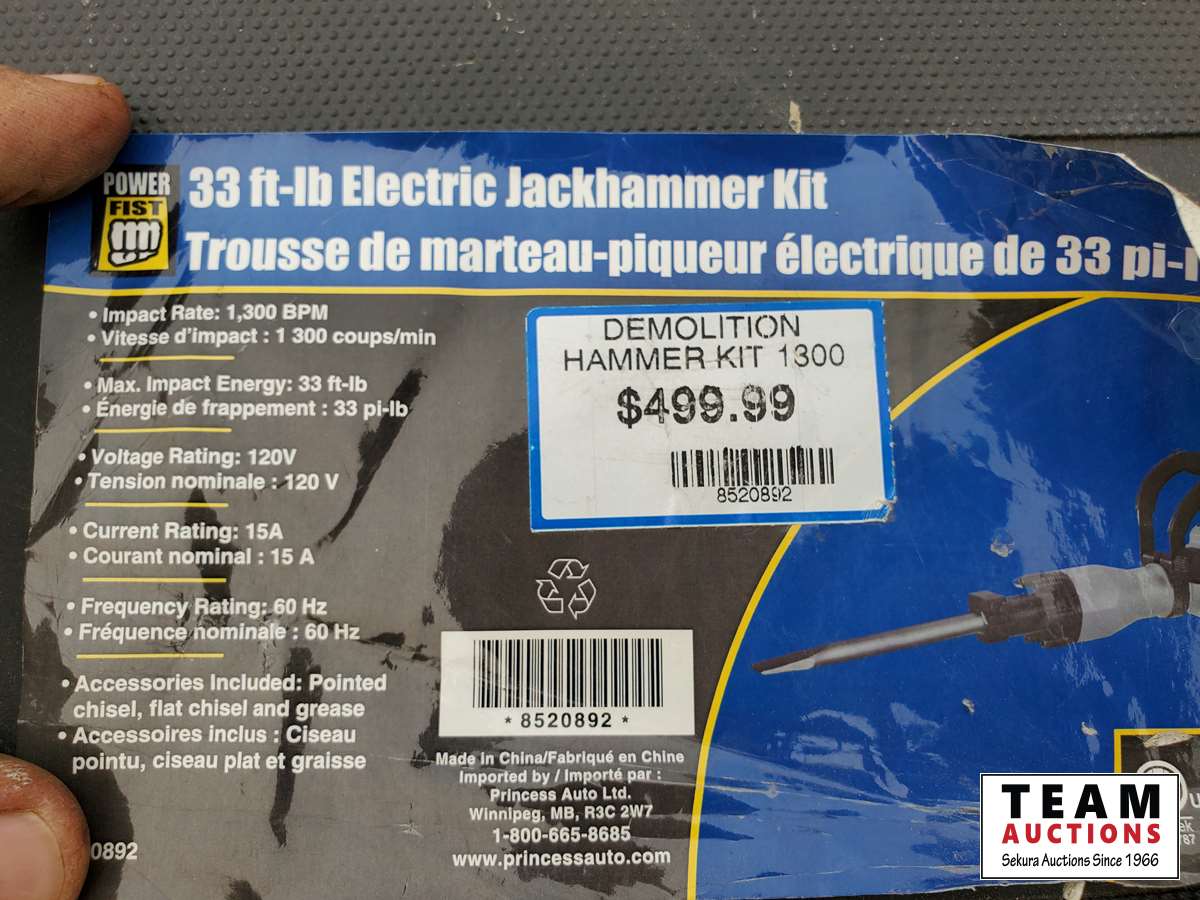 POWER
FIST
33 ft-lb Electric Jackhammer Kit
Trousse de marteau-piqueur électrique de 33 pi-
• Impact Rate: 1,300 BPM
• Vitesse d'impact : 1 300 coups/min
• Max. Impact Energy: 33 ft-lb
• Énergie de frappement : 33 pi-lb
• Voltage Rating: 120V
• Tension nominale : 120 V
• Current Rating: 15A
• Courant nominal : 15 A
• Frequency Rating: 60 Hz
• Fréquence nominale : 60 Hz
• Accessories Included: Pointed
chisel, flat chisel and grease
• Accessoires inclus : Ciseau
pointu, ciseau plat et graisse
0892
DEMOLITION
HAMMER KIT 1300
$499.99
8520892
* 8520892 *
Made in China/Fabriqué en Chine
Imported by / Importé par :
Princess Auto Ltd.
Winnipeg, MB, R3C 2W7
1-800-665-8685
www.princessauto.com
TEAM
AUCTIONS
Sekura Auctions Since 1966